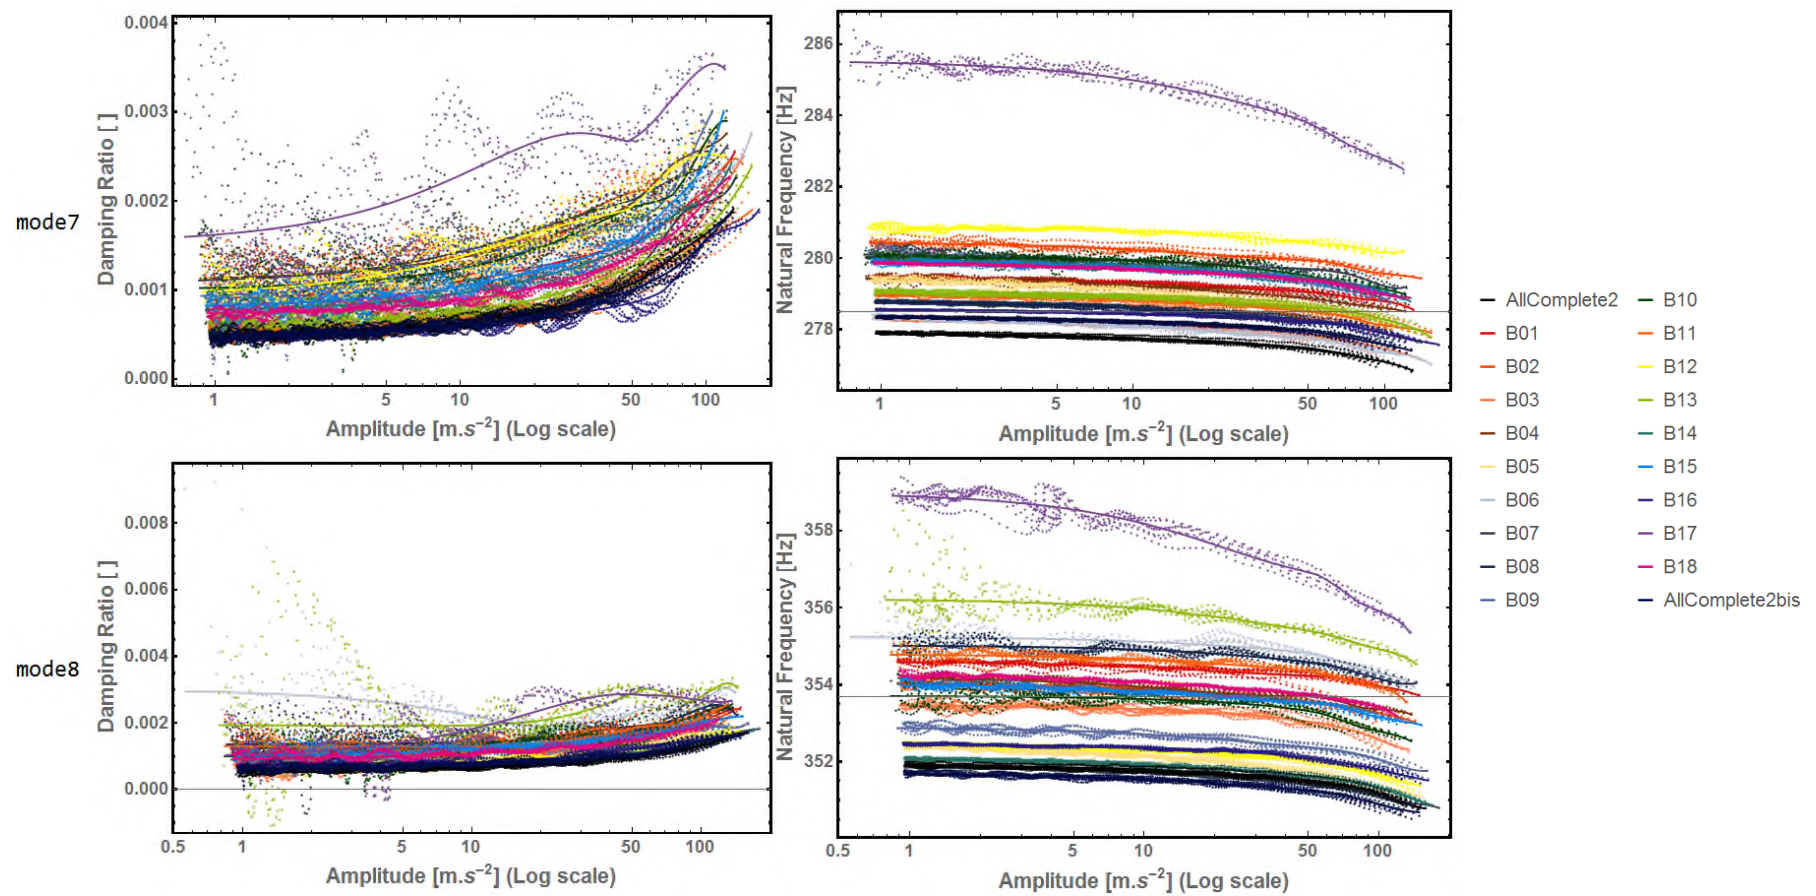 mode7
Damping Ratio [ ]
0.004
0.003
0.002
0.001
0.000
1 5 10 50 100
Amplitude [m.s⁻²] (Log scale)
Natural Frequency [Hz]
286
284
282
280
278
1 5 10 50 100
Amplitude [m.s⁻²] (Log scale)
mode8
Damping Ratio [ ]
0.008
0.006
0.004
0.002
0.000
0.5 1 5 10 50 100
Amplitude [m.s⁻²] (Log scale)
Natural Frequency [Hz]
358
356
354
352
0.5 1 5 10 50 100
Amplitude [m.s⁻²] (Log scale)
AllComplete2
B01
B02
B03
B04
B05
B06
B07
B08
B09
B10
B11
B12
B13
B14
B15
B16
B17
B18
AllComplete2bis